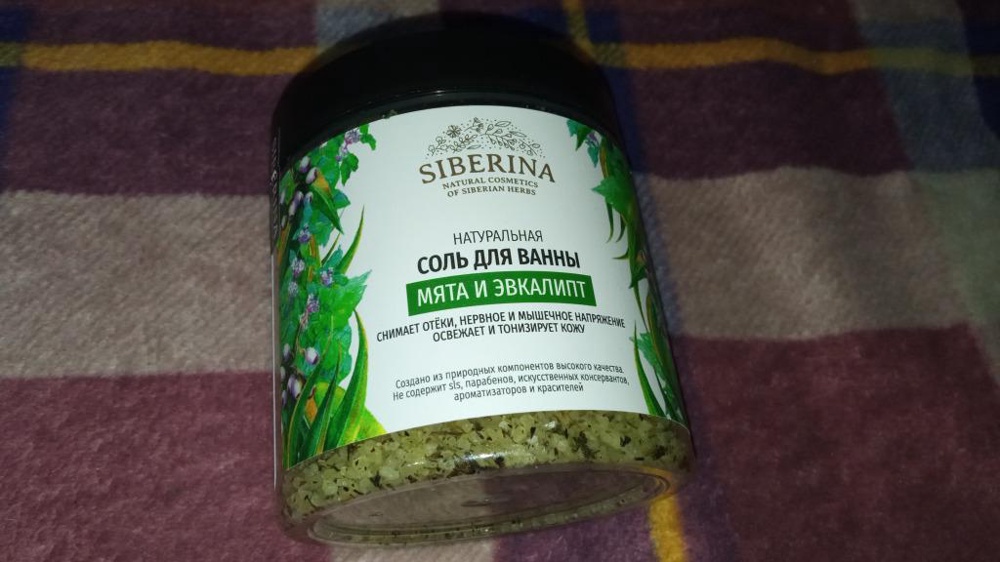 SIBERINA
NATURAL COSMETICS
OF SIBERIAN HERBS
НАТУРАЛЬНАЯ
СОЛЬ ДЛЯ ВАННЫ
МЯТА И ЭВКАЛИПТ
СНИМАЕТ ОТЁКИ, НЕРВНОЕ И МЫШЕЧНОЕ НАПРЯЖЕНИЕ
ОСВЕЖАЕТ И ТОНИЗИРУЕТ КОЖУ
Создано из природных компонентов высокого качества.
Не содержит sls, парабенов, искусственных консервантов,
ароматизаторов и красителей